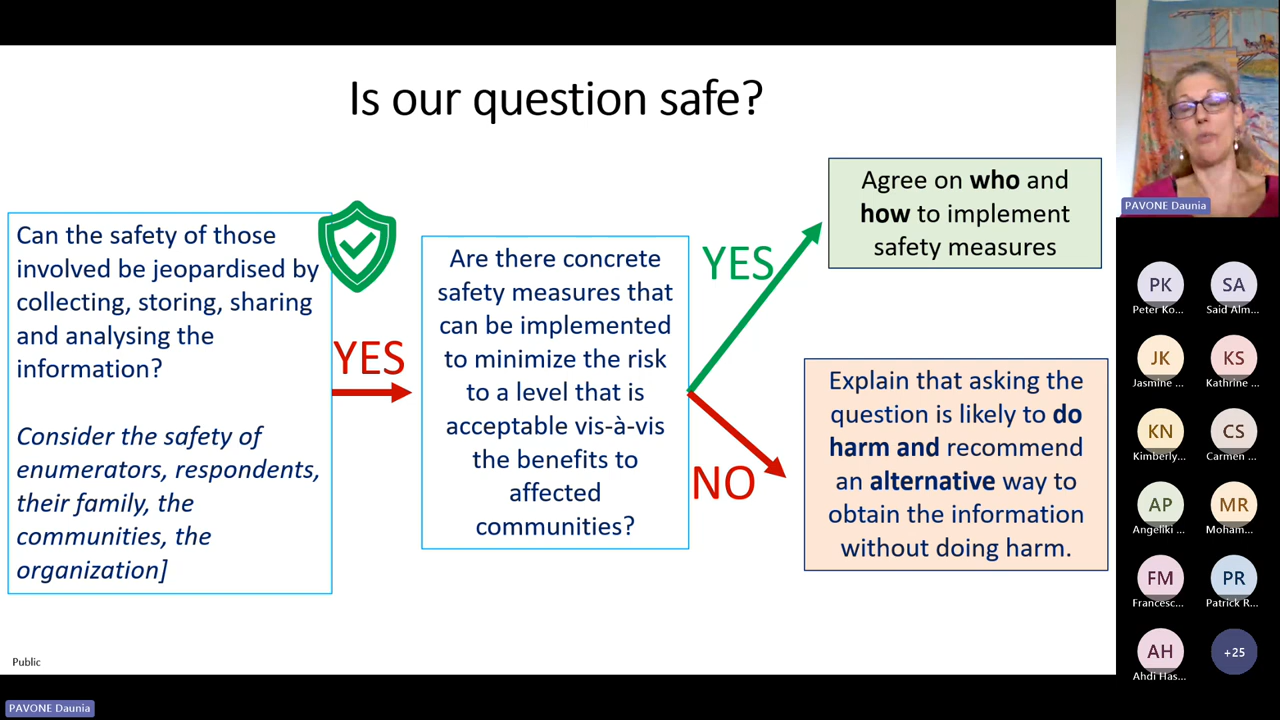 Is our question safe?
Can the safety of those
involved be jeopardised by
collecting, storing, sharing
and analysing the
information?
Consider the safety of
enumerators, respondents,
their family, the
communities, the
organization]
YES
Are there concrete
safety measures that
can be implemented
to minimize the risk
to a level that is
acceptable vis-à-vis
the benefits to
affected
communities?
YES
Agree on who and
how to implement
safety measures
NO
Explain that asking the
question is likely to do
harm and recommend
an alternative way to
obtain the information
without doing harm.
Public
PAVONE Daunia
PAVONE Daunia
PK
Peter Ko...
SA
Said Alm...
JK
Jasmine ...
KS
Kathrine ...
KN
Kimberly...
CS
Carmen ...
AP
Angeliki ...
MR
Moham...
FM
Francesc...
PR
Patrick R...
AH
Ahdi Has...
+25